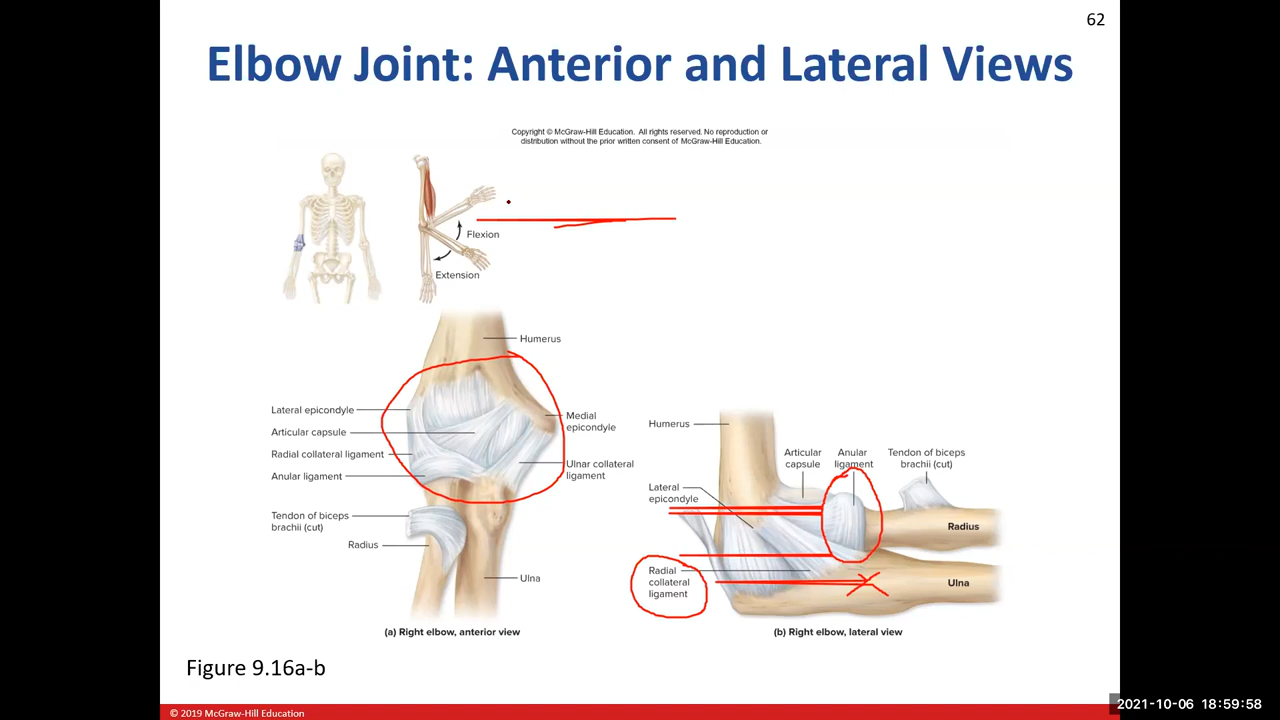 62
Elbow Joint: Anterior and Lateral Views
Copyright © McGraw-Hill Education. All rights reserved. No reproduction or
distribution without the prior written consent of McGraw-Hill Education.
Flexion
Extension
Humerus
Lateral epicondyle
Articular capsule
Radial collateral ligament
Anular ligament
Tendon of biceps
brachii (cut)
Radius
Medial
epicondyle
Ulnar collateral
ligament
Ulna
(a) Right elbow, anterior view
Humerus
Articular
capsule
Anular
ligament
Tendon of biceps
brachii (cut)
Lateral
epicondyle
Radius
Radial
collateral
ligament
Ulna
(b) Right elbow, lateral view
Figure 9.16a-b
© 2019 McGraw-Hill Education
2021-10-06 18:59:58